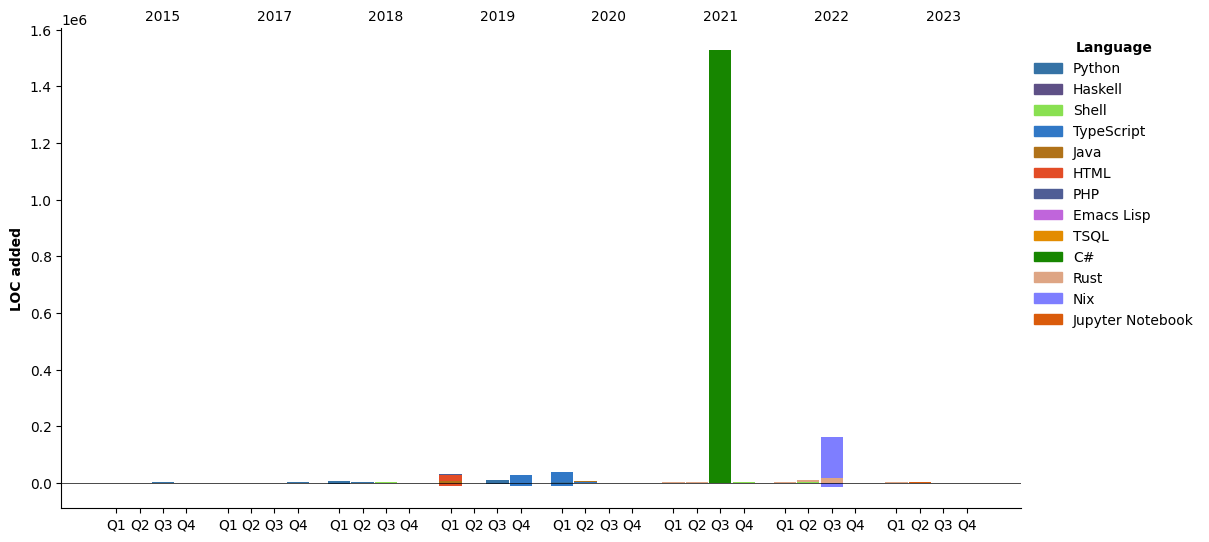 2015 2017 2018 2019 2020 2021 2022 2023
1e6
1.6
1.4
1.2
1.0
0.8
0.6
0.4
0.2
0.0
LOC added
Q1 Q2 Q3 Q4 Q1 Q2 Q3 Q4 Q1 Q2 Q3 Q4 Q1 Q2 Q3 Q4 Q1 Q2 Q3 Q4 Q1 Q2 Q3 Q4 Q1 Q2 Q3 Q4 Q1 Q2 Q3 Q4
Language
Python
Haskell
Shell
TypeScript
Java
HTML
PHP
Emacs Lisp
TSQL
C#
Rust
Nix
Jupyter Notebook